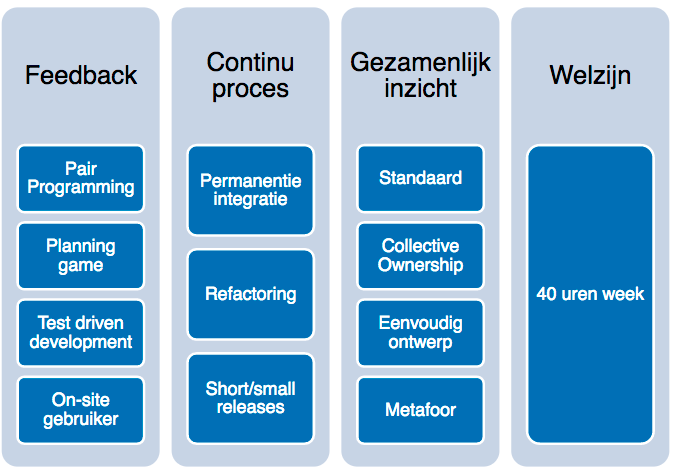 Feedback
Pair
Programming
Planning
game
Test driven
development
On-site
gebruiker
Continu
proces
Permanentie
integratie
Refactoring
Short/small
releases
Gezamenlijk
inzicht
Standaard
Collective
Ownership
Eenvoudig
ontwerp
Metafoor
Welzijn
40 uren week